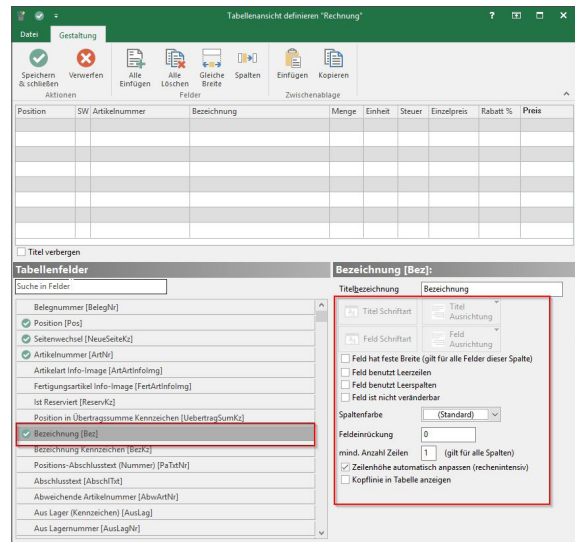 Tabellenansicht definieren "Rechnung"
?
Datei Gestaltung
Speichern & schließen
Verwerfen
Alle Einfügen
Alle Löschen
Gleiche Breite
Spalten
Einfügen
Kopieren
Aktionen
Felder
Zwischenablage
Position SW Artikelnummer Bezeichnung Menge Einheit Steuer Einzelpreis Rabatt % Preis
Titel verbergen
Tabellenfelder
Suche in Felder
Belegnummer [BelegNr]
Position [Pos]
Seitenwechsel [NeueSeiteKz]
Artikelnummer [ArtNr]
Artikelart Info-Image [ArtArtInfoImg]
Fertigungsartikel Info-Image [FertArtInfoImg]
Ist Reserviert [ReservKz]
Position in Übertragssumme Kennzeichen [UebertragSumKz]
Bezeichnung [Bez]
Bezeichnung Kennzeichen [BezKz]
Positions-Abschlusstext (Nummer) [PaTxtNr]
Abschlusstext [AbschlTxt]
Abweichende Artikelnummer [AbwArtNr]
Aus Lager (Kennzeichen) [AusLag]
Aus Lagernummer [AusLagNr]
Bezeichnung [Bez]:
Titelbezeichnung Bezeichnung
Titel Schriftart
Titel Ausrichtung
Feld Schriftart
Feld Ausrichtung
Feld hat feste Breite (gilt für alle Felder dieser Spalte)
Feld benutzt Leerzeilen
Feld benutzt Leerspalten
Feld ist nicht veränderbar
Spaltenfarbe (Standard)
Feldeinrückung 0
mind. Anzahl Zeilen 1 (gilt für alle Spalten)
Zeilenhöhe automatisch anpassen (rechenintensiv)
Kopflinie in Tabelle anzeigen